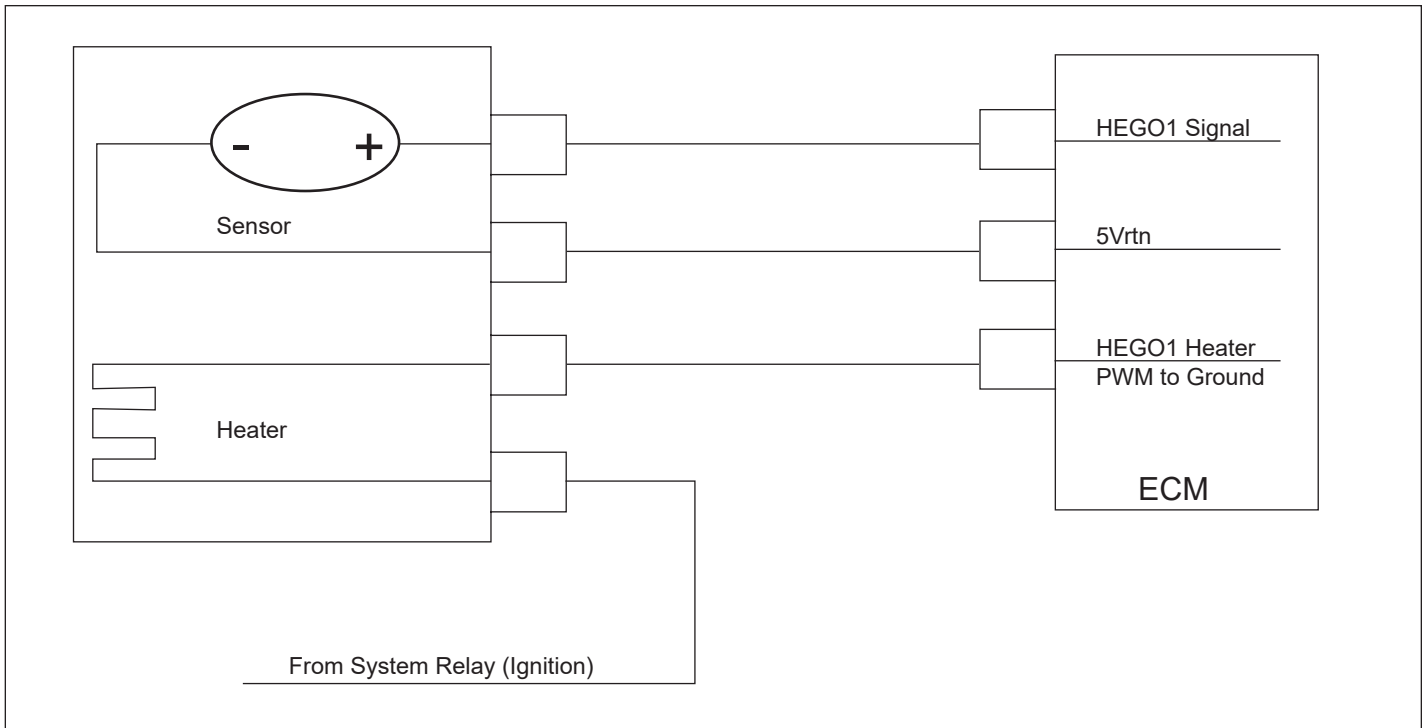 HEGO1 Signal
- +
Sensor
5Vrtn
HEGO1 Heater
PWM to Ground
Heater
ECM
From System Relay (Ignition)